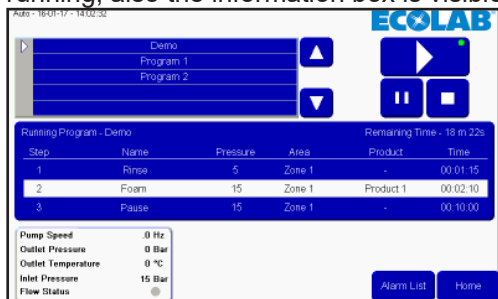 running, also the information box is visible
Auto - 16-01-17 - 14:02:32
ECOLAB
Demo
Program 1
Program 2
Running Program - Demo Remaining Time - 18 m 22s
Step Name Pressure Area Product Time
1 Rinse 5 Zone 1 - 00:01:15
2 Foam 15 Zone 1 Product 1 00:02:10
3 Pause 15 Zone 1 - 00:10:00
Pump Speed .0 Hz
Outlet Pressure 0 Bar
Outlet Temperature 0 °C
Inlet Pressure 15 Bar
Flow Status
Alarm List Home